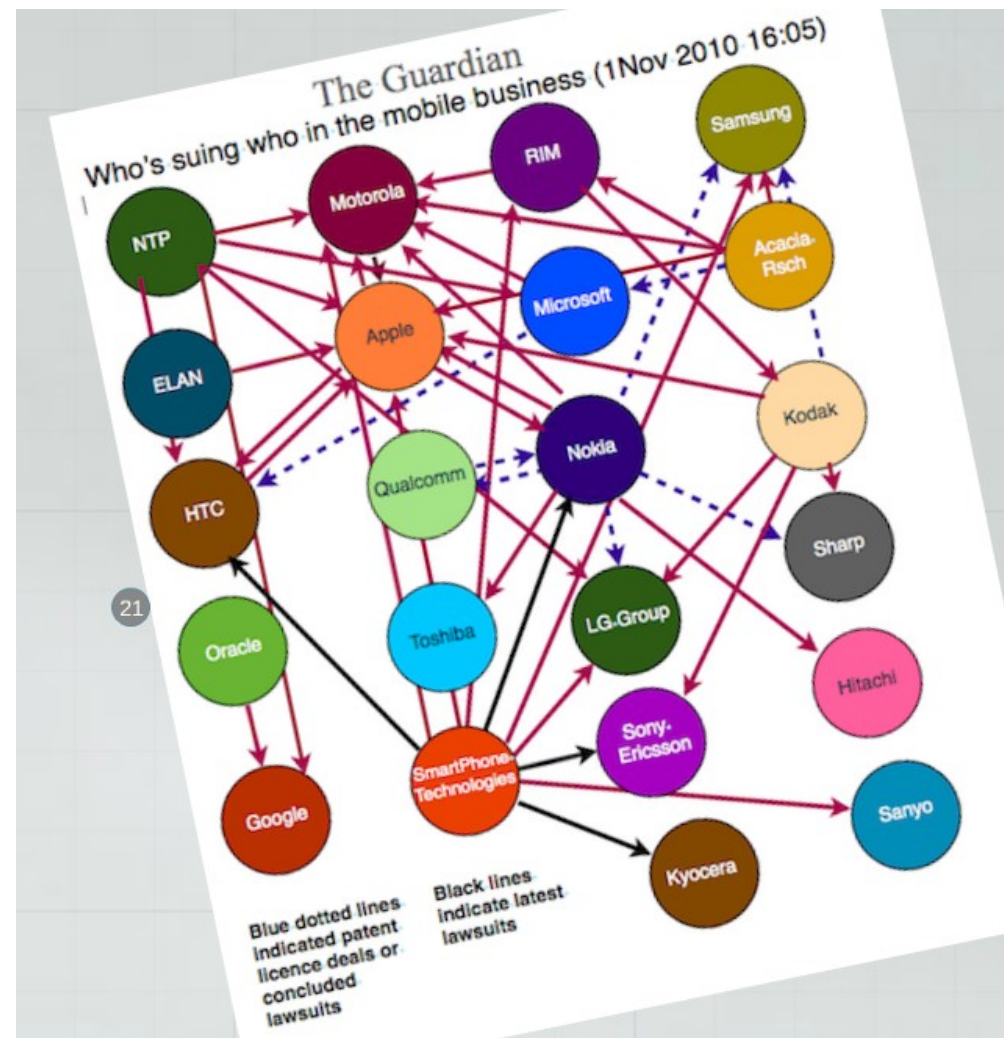 The Guardian
Who's suing who in the mobile business (1Nov 2010 16:05)
Samsung
RIM
Motorola
NTP
Acacia-
Rsch
Microsoft
Apple
ELAN
Kodak
Nokia
Qualcomm
HTC
Sharp
21
LG-Group
Toshiba
Oracle
Hitachi
Sony-
Ericsson
SmartPhone-
Technologies
Google
Sanyo
Kyocera
Blue dotted lines
indicated patent
licence deals or
concluded
lawsuits
Black lines
indicate latest
lawsuits